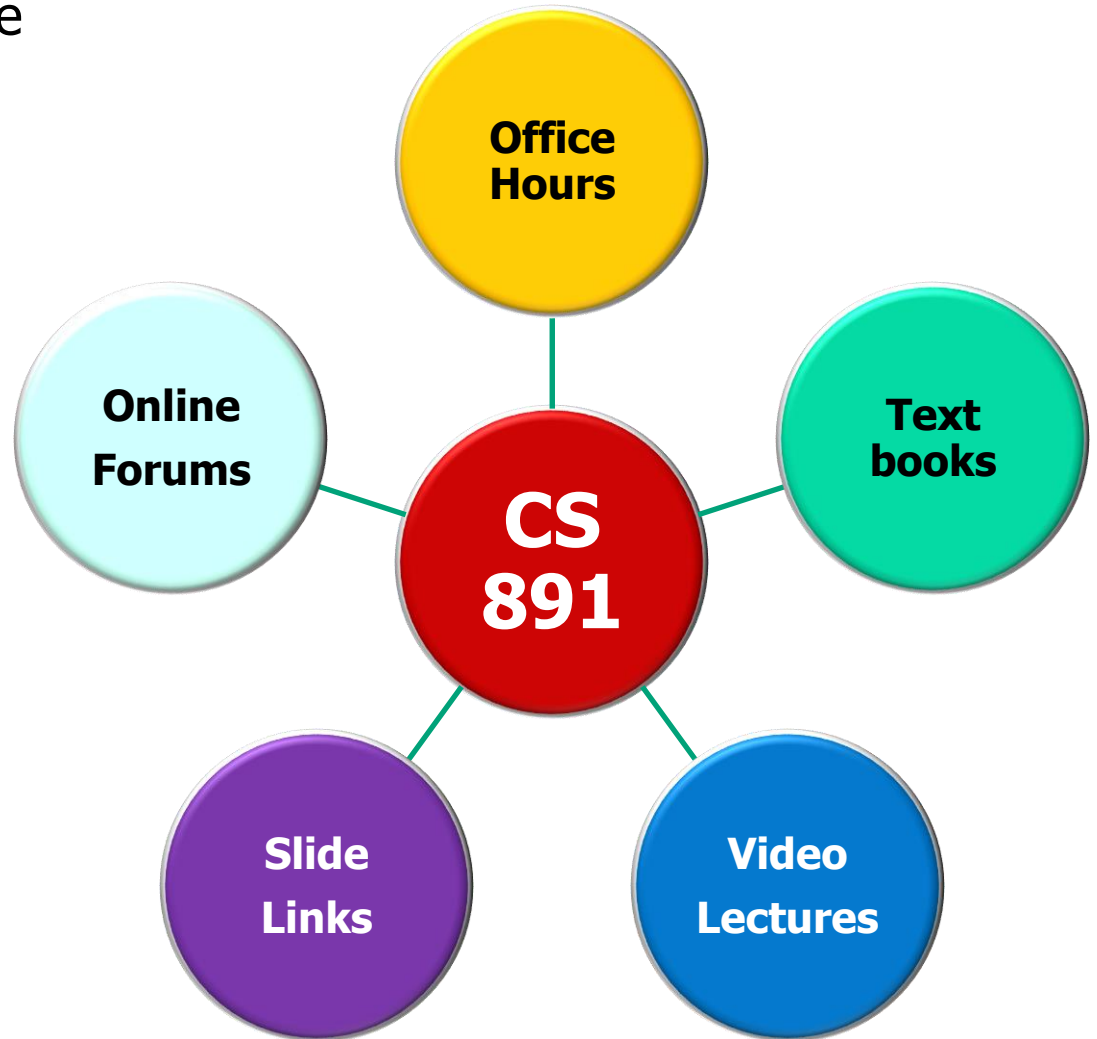 Office
Hours
Online
Forums
Text
books
CS
891
Slide
Links
Video
Lectures